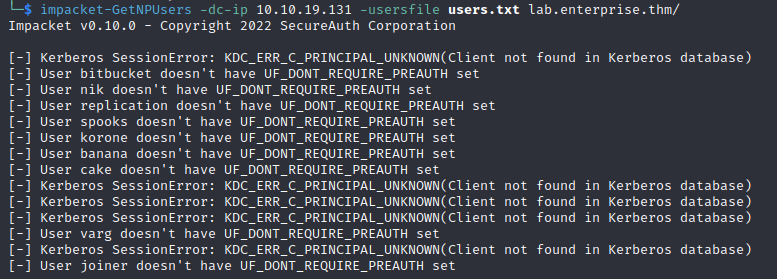 └─$ impacket-GetNPUsers -dc-ip 10.10.19.131 -usersfile users.txt lab.enterprise.thm/
Impacket v0.10.0 - Copyright 2022 SecureAuth Corporation
[-] Kerberos SessionError: KDC_ERR_C_PRINCIPAL_UNKNOWN(Client not found in Kerberos database)
[-] User bitbucket doesn't have UF_DONT_REQUIRE_PREAUTH set
[-] User nik doesn't have UF_DONT_REQUIRE_PREAUTH set
[-] User replication doesn't have UF_DONT_REQUIRE_PREAUTH set
[-] User spooks doesn't have UF_DONT_REQUIRE_PREAUTH set
[-] User korone doesn't have UF_DONT_REQUIRE_PREAUTH set
[-] User banana doesn't have UF_DONT_REQUIRE_PREAUTH set
[-] User cake doesn't have UF_DONT_REQUIRE_PREAUTH set
[-] Kerberos SessionError: KDC_ERR_C_PRINCIPAL_UNKNOWN(Client not found in Kerberos database)
[-] Kerberos SessionError: KDC_ERR_C_PRINCIPAL_UNKNOWN(Client not found in Kerberos database)
[-] Kerberos SessionError: KDC_ERR_C_PRINCIPAL_UNKNOWN(Client not found in Kerberos database)
[-] User varg doesn't have UF_DONT_REQUIRE_PREAUTH set
[-] Kerberos SessionError: KDC_ERR_C_PRINCIPAL_UNKNOWN(Client not found in Kerberos database)
[-] User joiner doesn't have UF_DONT_REQUIRE_PREAUTH set